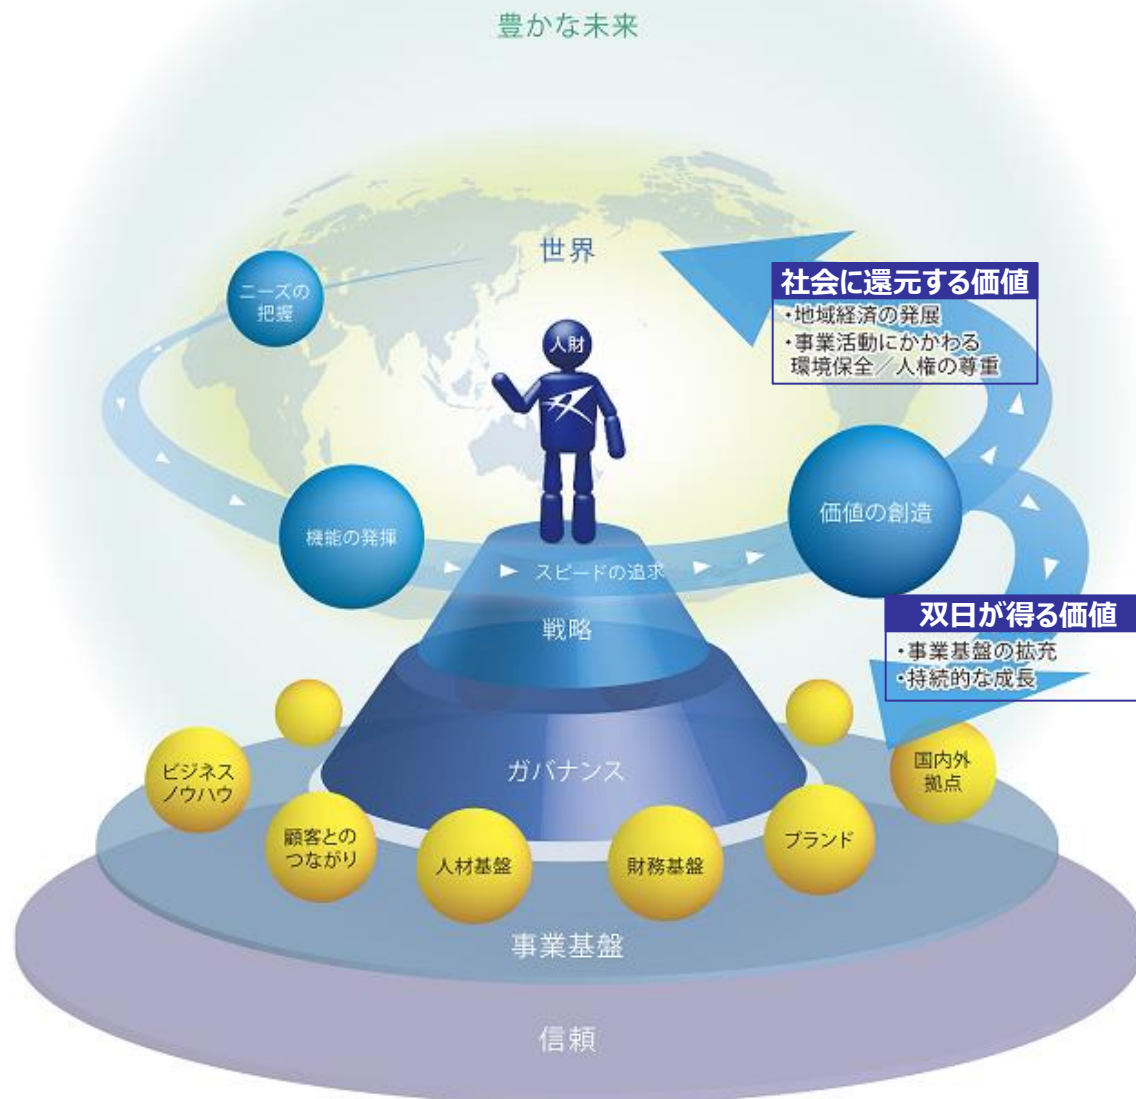 豊かな未来
世界
ニーズの
把握
社会に還元する価値
・地域経済の発展
・事業活動にかかわる
環境保全／人権の尊重
人財
価値の創造
機能の発揮
スピードの追求
双日が得る価値
・事業基盤の拡充
・持続的な成長
戦略
ガバナンス
ビジネス
ノウハウ
顧客との
つながり
人材基盤
財務基盤
ブランド
国内外
拠点
事業基盤
信頼